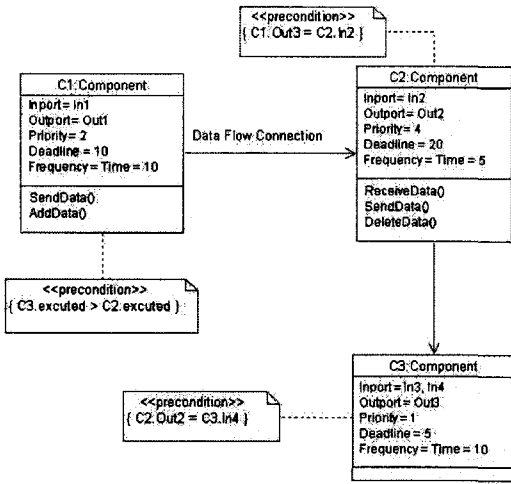 <<precondition>>
{ C1.Out3 = C2.In2 }
C1:Component
Inport= In1
Outport= Out1
Priority= 2
Deadline = 10
Frequency= Time = 10
SendData()
AddData()
Data Flow Connection
C2:Component
Inport= In2
Outport= Out2
Priority= 4
Deadline = 20
Frequency= Time = 5
ReceiveData()
SendData()
DeleteData()
<<precondition>>
{ C3.excuted > C2.excuted }
<<precondition>>
{ C2.Out2 = C3.In4 }
C3:Component
Inport=In3, In4
Outport= Out3
Priority= 1
Deadline= 5
Frequency= Time = 10